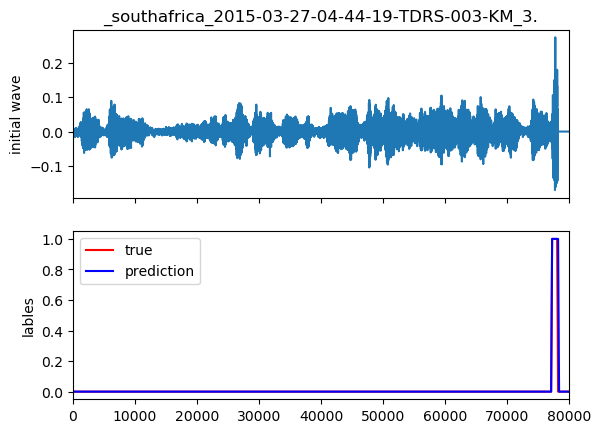 _southafrica_2015-03-27-04-44-19-TDRS-003-KM_3.
initial wave
0.2
0.1
0.0
−0.1
lables
1.0
0.8
0.6
0.4
0.2
0.0
true
prediction
0 10000 20000 30000 40000 50000 60000 70000 80000